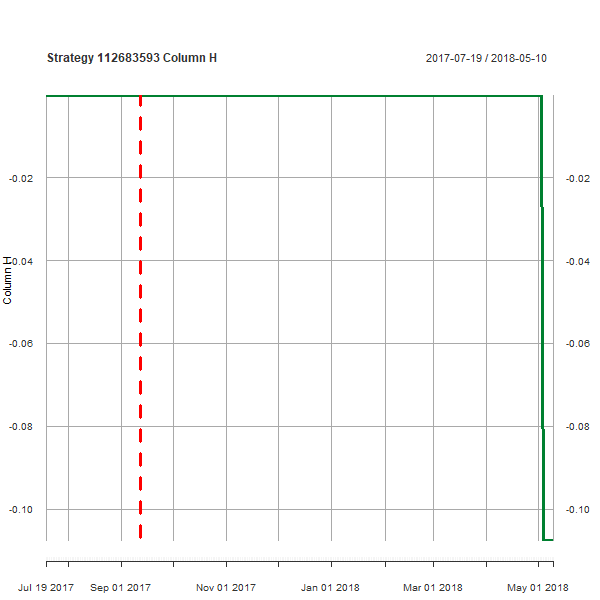 Strategy 112683593 Column H 2017-07-19 / 2018-05-10
-0.02 -0.02
-0.04 -0.04
Column H
-0.06 -0.06
-0.08 -0.08
-0.10 -0.10
Jul 19 2017 Sep 01 2017 Nov 01 2017 Jan 01 2018 Mar 01 2018 May 01 2018